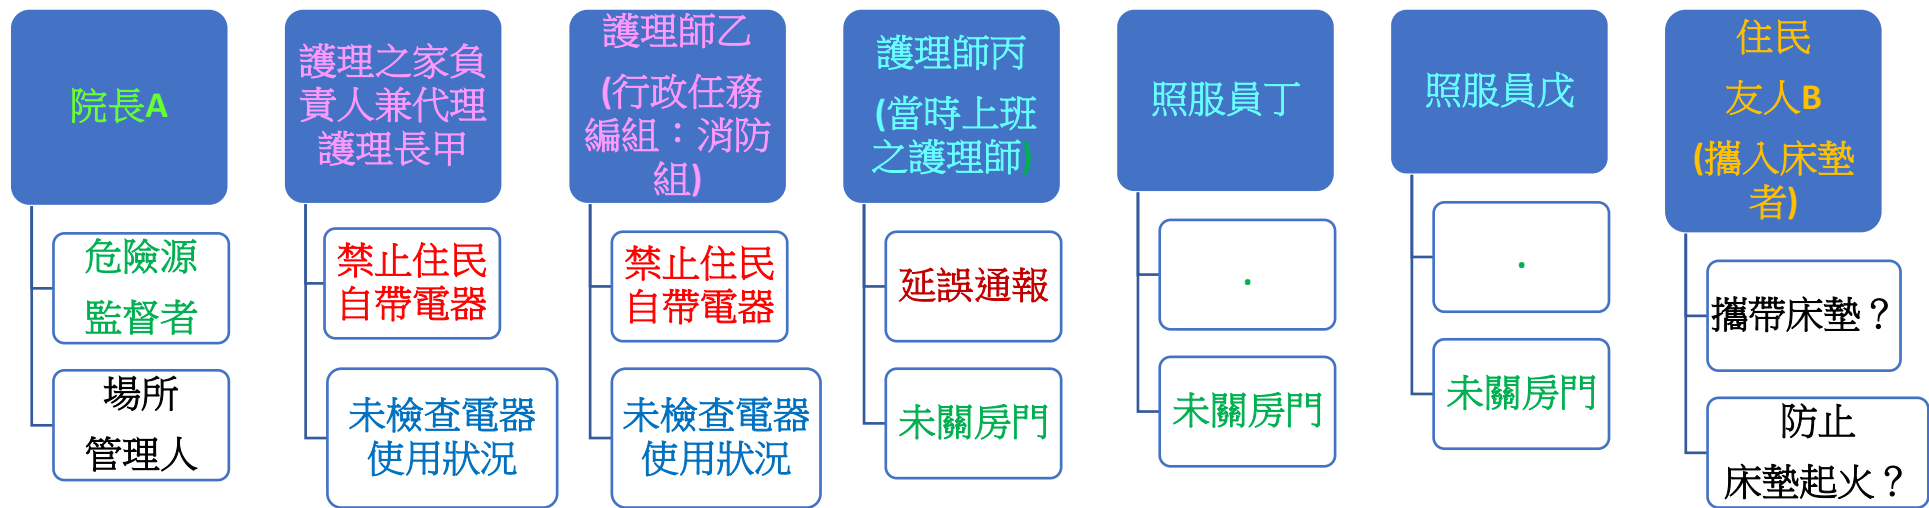 院長A
危險源
監督者
場所
管理人
護理之家負
責人兼代理
護理長甲
禁止住民
自帶電器
未檢查電器
使用狀況
護理師乙
(行政任務
編組：消防
組)
禁止住民
自帶電器
未檢查電器
使用狀況
護理師丙
(當時上班
之護理師)
延誤通報
未關房門
照服員丁
.
未關房門
照服員戊
.
未關房門
住民
友人B
(攜入床墊
者)
攜帶床墊？
防止
床墊起火？